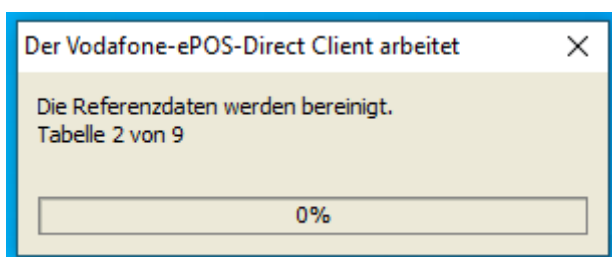 Der Vodafone-ePOS-Direct Client arbeitet
Die Referenzdaten werden bereinigt.
Tabelle 2 von 9
0%